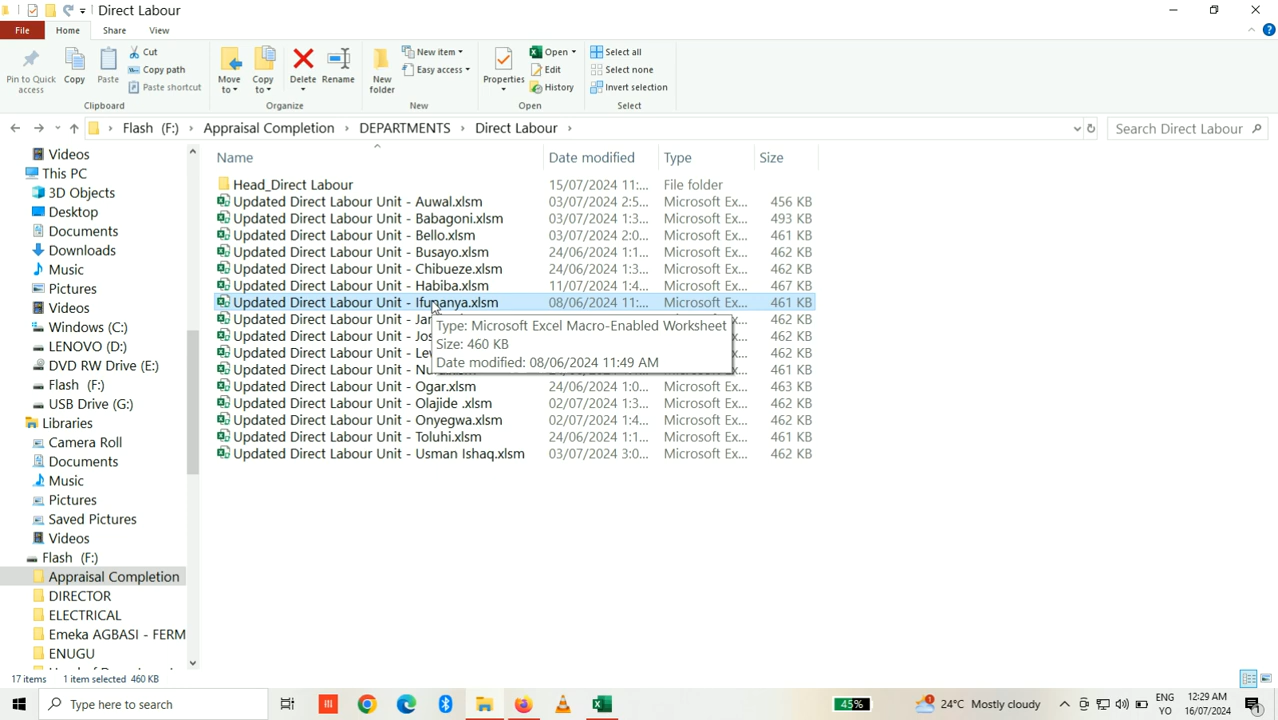 Direct Labour
File Home Share View
Pin to Quick access
Copy
Paste
Cut
Copy path
Paste shortcut
Clipboard
Move to
Copy to
Delete
Rename
Organize
New folder
New item
Easy access
New
Properties
Open
Edit
History
Open
Select all
Select none
Invert selection
Select
Flash (F:) Appraisal Completion DEPARTMENTS Direct Labour
Search Direct Labour
Videos
This PC
3D Objects
Desktop
Documents
Downloads
Music
Pictures
Videos
Windows (C:)
LENOVO (D:)
DVD RW Drive (E:)
Flash (F:)
USB Drive (G:)
Libraries
Camera Roll
Documents
Music
Pictures
Saved Pictures
Videos
Flash (F:)
Appraisal Completion
DIRECTOR
ELECTRICAL
Emeka AGBASI - FERM
ENUGU
Name Date modified Type Size
Head_Direct Labour 15/07/2024 11:... File folder
Updated Direct Labour Unit - Auwal.xlsm 03/07/2024 2:5... Microsoft Ex... 456 KB
Updated Direct Labour Unit - Babagoni.xlsm 03/07/2024 1:3... Microsoft Ex... 493 KB
Updated Direct Labour Unit - Bello.xlsm 03/07/2024 2:0... Microsoft Ex... 461 KB
Updated Direct Labour Unit - Busayo.xlsm 24/06/2024 1:1... Microsoft Ex... 462 KB
Updated Direct Labour Unit - Chibueze.xlsm 24/06/2024 1:3... Microsoft Ex... 462 KB
Updated Direct Labour Unit - Habiba.xlsm 11/07/2024 1:4... Microsoft Ex... 467 KB
Updated Direct Labour Unit - Ifunanya.xlsm 08/06/2024 11:... Microsoft Ex... 461 KB
Updated Direct Labour Unit - 462 KB
Updated Direct Labour Unit - 462 KB
Updated Direct Labour Unit - 462 KB
Updated Direct Labour Unit - 461 KB
Type: Microsoft Excel Macro-Enabled Worksheet
Size: 460 KB
Date modified: 08/06/2024 11:49 AM
Updated Direct Labour Unit - Ogar.xlsm 24/06/2024 1:0... Microsoft Ex... 463 KB
Updated Direct Labour Unit - Olajide .xlsm 02/07/2024 1:3... Microsoft Ex... 462 KB
Updated Direct Labour Unit - Onyegwa.xlsm 02/07/2024 1:4... Microsoft Ex... 462 KB
Updated Direct Labour Unit - Toluhi.xlsm 24/06/2024 1:1... Microsoft Ex... 461 KB
Updated Direct Labour Unit - Usman Ishaq.xlsm 03/07/2024 3:0... Microsoft Ex... 462 KB
17 items 1 item selected 460 KB
Type here to search
45%
24°C Mostly cloudy
ENG
YO
12:29 AM
16/07/2024
1